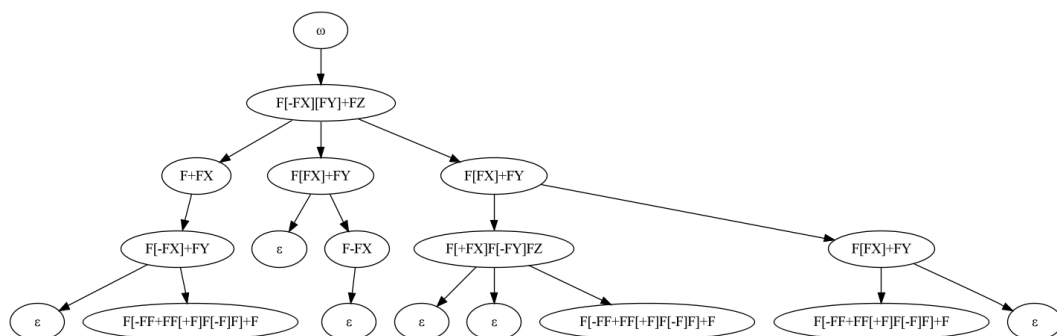 ω
F[-FX][FY]+FZ
F+FX F[FX]+FY F[FX]+FY
F[-FX]+FY ε F-FX F[+FX]F[-FY]FZ F[FX]+FY
ε F[-FF+FF[+F]F[-F]F]+F ε ε ε F[-FF+FF[+F]F[-F]F]+F F[-FF+FF[+F]F[-F]F]+F ε